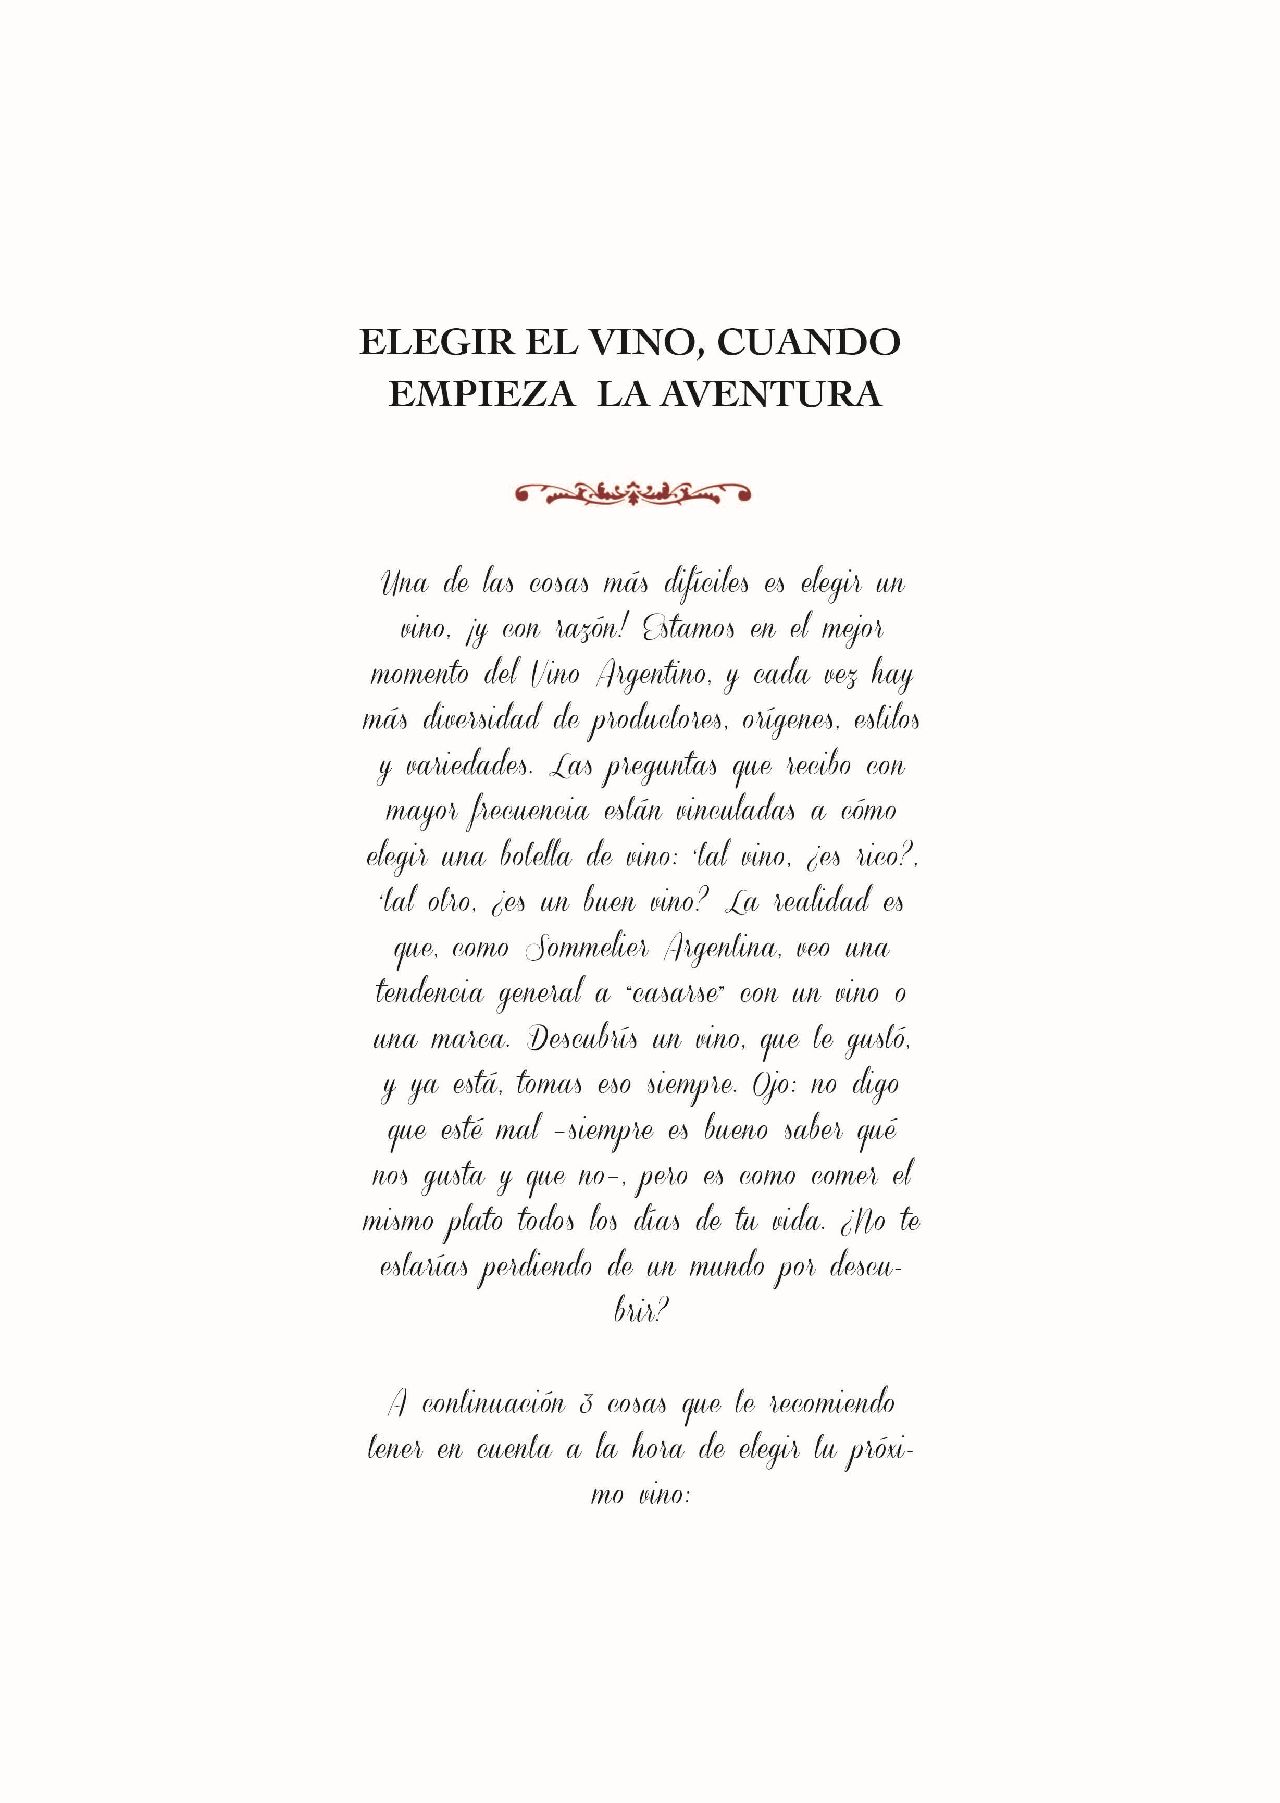 ELEGIR EL VINO, CUANDO
EMPIEZA LA AVENTURA
Una de las cosas más difíciles es elegir un
vino, ¡y con razón! Estamos en el mejor
momento del Vino Argentino, y cada vez hay
más diversidad de productores, orígenes, estilos
y variedades. Las preguntas que recibo con
mayor frecuencia están vinculadas a cómo
elegir una botella de vino: ‘tal vino, ¿es rico?,
‘tal otro, ¿es un buen vino? La realidad es
que, como Sommelier Argentina, veo una
tendencia general a “casarse” con un vino o
una marca. Descubrís un vino, que te gustó,
y ya está, tomas eso siempre. Ojo: no digo
que esté mal –siempre es bueno saber qué
nos gusta y que no–, pero es como comer el
mismo plato todos los días de tu vida. ¿No te
estarías perdiendo de un mundo por descu-
brir?
A continuación 3 cosas que te recomiendo
tener en cuenta a la hora de elegir tu próxi-
mo vino: